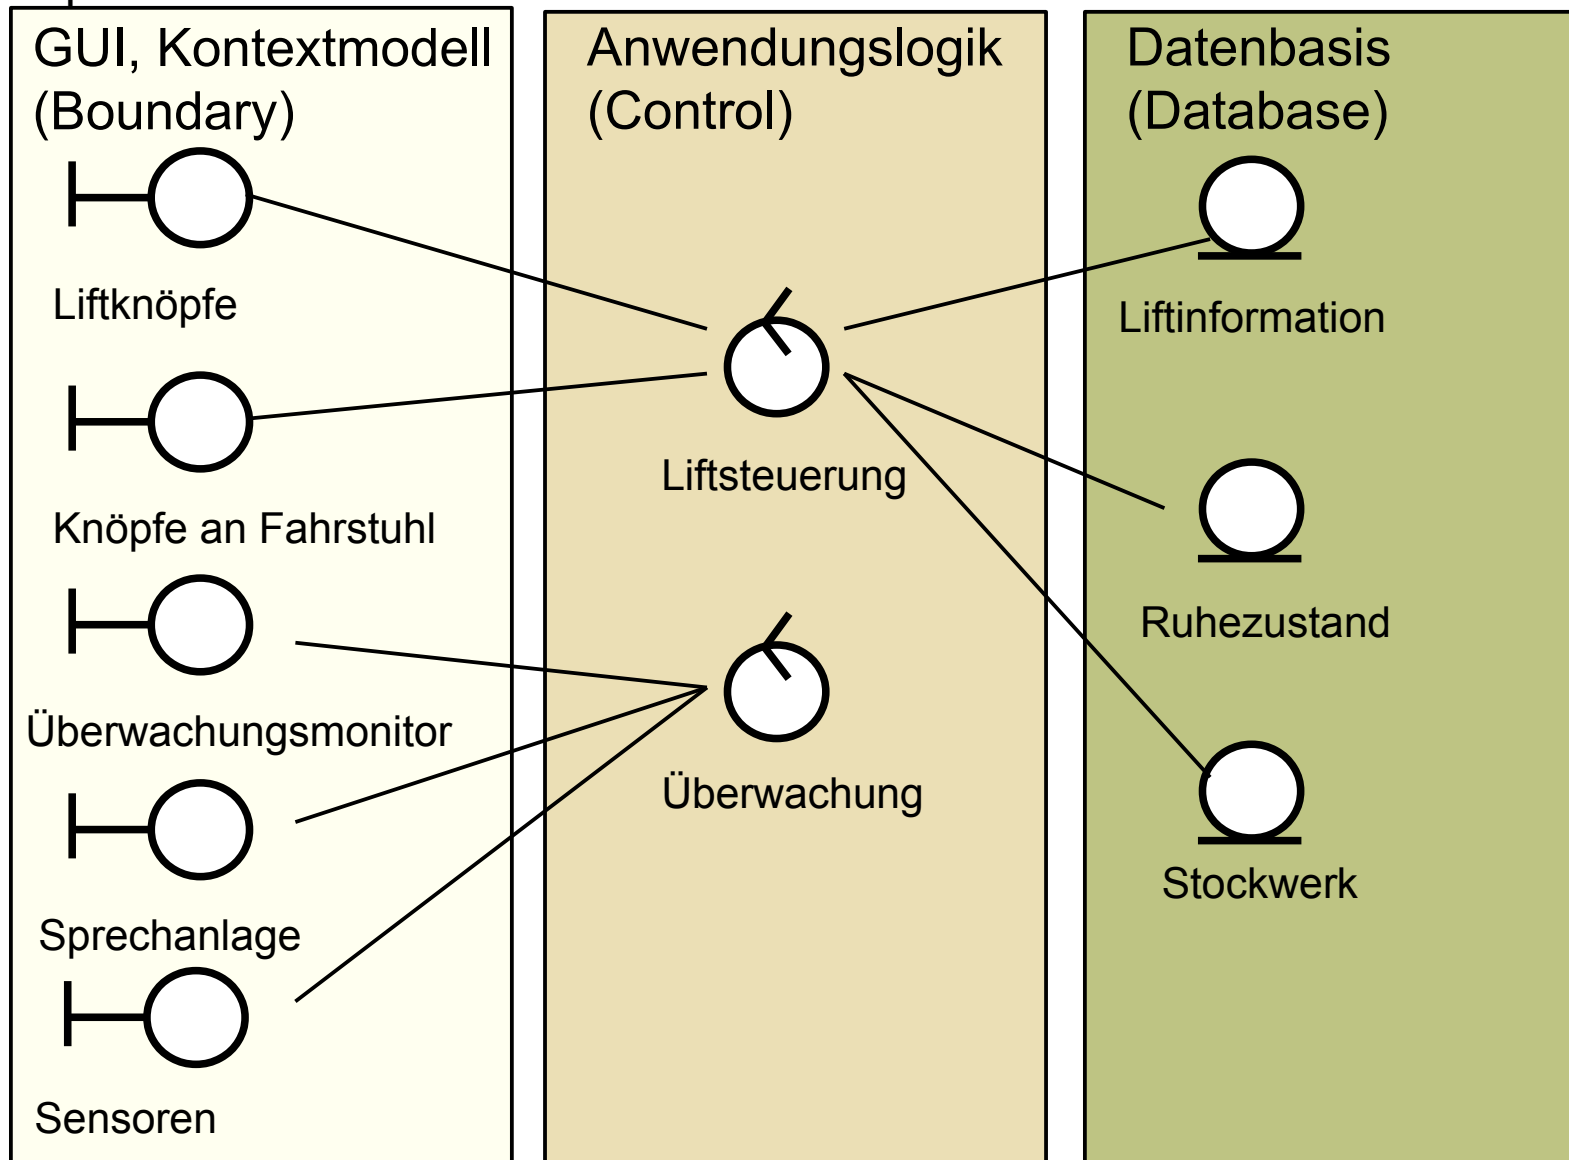 GUI, Kontextmodell
(Boundary)
Liftknöpfe
Knöpfe an Fahrstuhl
Überwachungsmonitor
Sprechanlage
Sensoren
Anwendungslogik
(Control)
Liftsteuerung
Überwachung
Datenbasis
(Database)
Liftinformation
Ruhezustand
Stockwerk